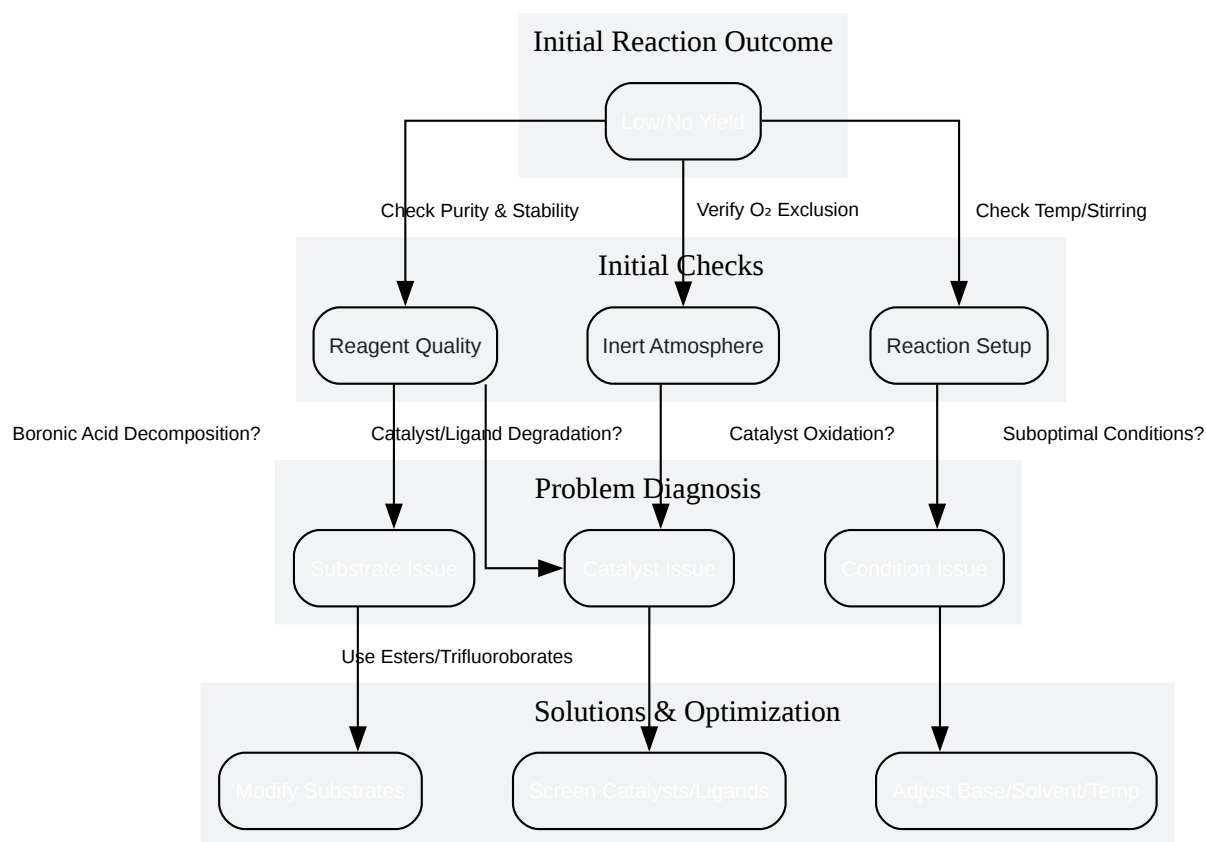 Initial Reaction Outcome
Low/No Yield
Check Purity & Stability
Verify O₂ Exclusion
Check Temp/Stirring
Initial Checks
Reagent Quality
Inert Atmosphere
Reaction Setup
Boronic Acid Decomposition?
Catalyst/Ligand Degradation?
Catalyst Oxidation?
Suboptimal Conditions?
Problem Diagnosis
Substrate Issue
Catalyst Issue
Condition Issue
Use Esters/Trifluoroborates
Solutions & Optimization
Modify Substrates
Screen Catalysts/Ligands
Adjust Base/Solvent/Temp